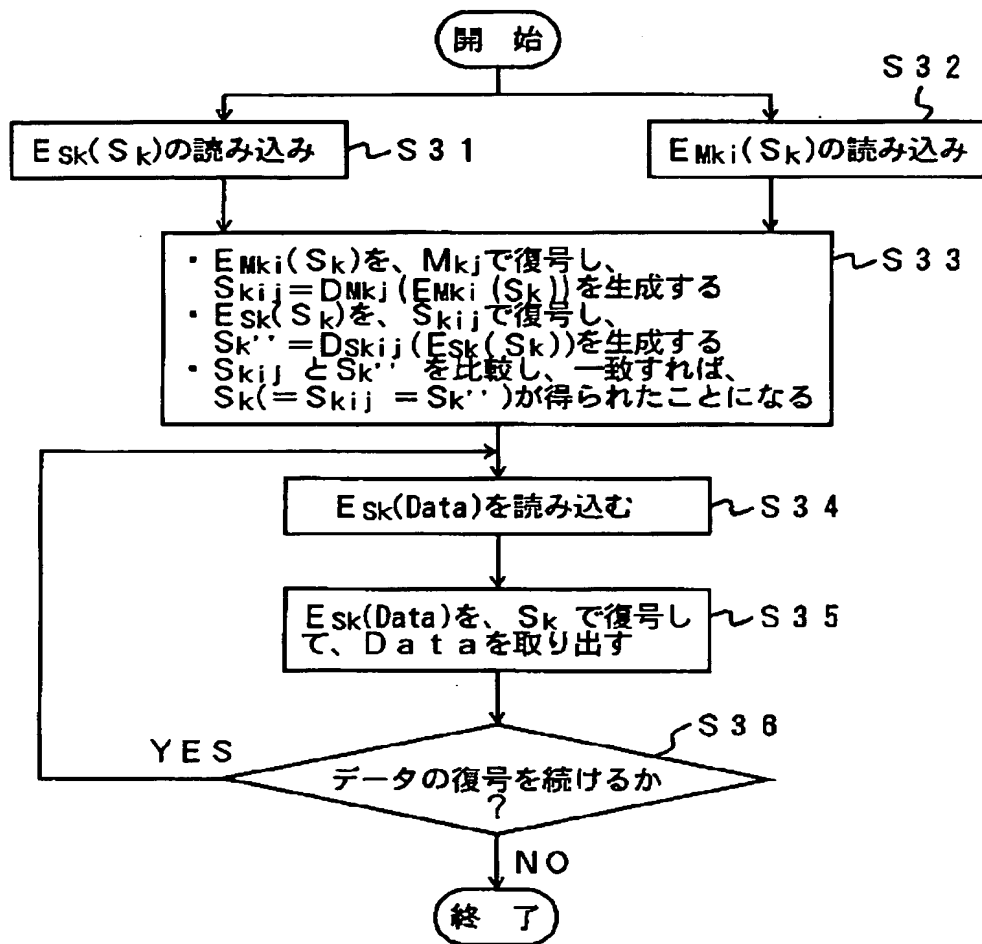 開 始
S32
ESk(Sk)の読み込み
S31
EMki(Sk)の読み込み
・EMki(Sk)を、Mkjで復号し、
Skij=DMkj(EMki(Sk))を生成する
・ESk(Sk)を、Skijで復号し、
Sk''=DSkij(ESk(Sk))を生成する
・Skij とSk'' を比較し、一致すれば、
Sk(=Skij =Sk'')が得られたことになる
S33
ESk(Data)を読み込む
S34
ESk(Data)を、Sk で復号し
て、Dataを取り出す
S35
S36
YES
データの復号を続けるか
?
NO
終 了